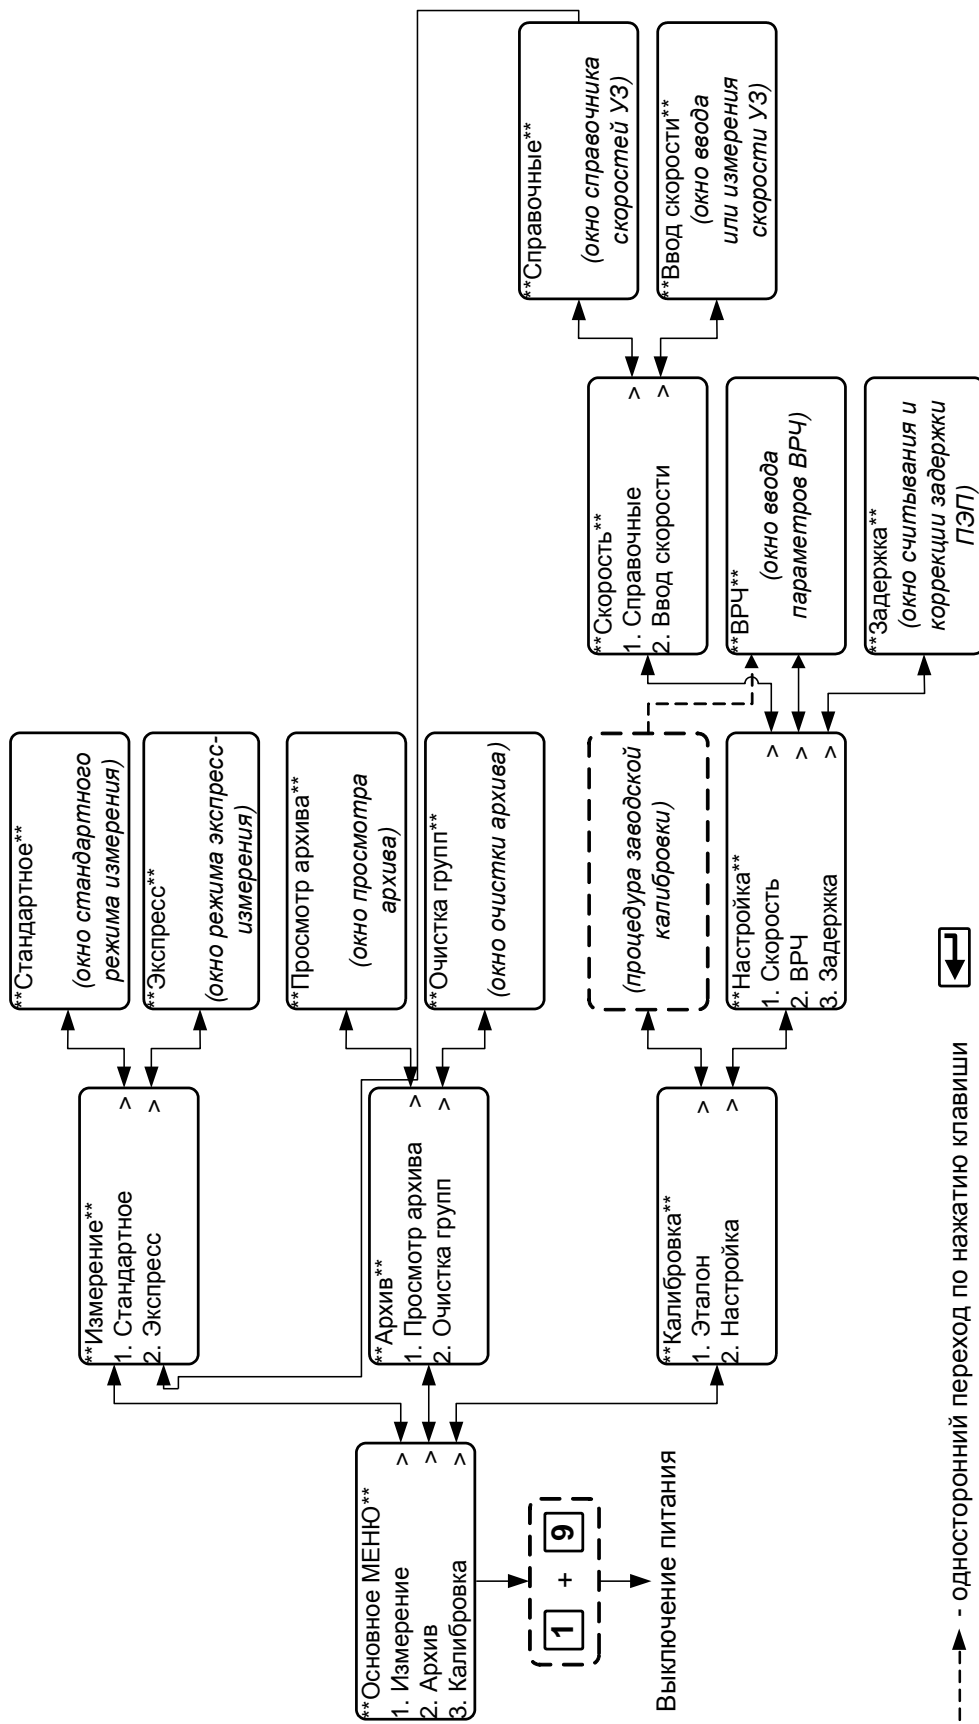 **Основное МЕНЮ**
1. Измерение >
2. Архив >
3. Калибровка >
1 + 9
Выключение питания
**Измерение**
1. Стандартное >
2. Экспресс >
**Архив**
1. Просмотр архива >
2. Очистка групп >
**Калибровка**
1. Эталон >
2. Настройка >
**Стандартное**
(окно стандартного
режима измерения)
**Экспресс**
(окно режима экспресс-
измерения)
**Просмотр архива**
(окно просмотра
архива)
**Очистка групп**
(окно очистки архива)
(процедура заводской
калибровки)
**Настройка**
1. Скорость >
2. ВРЧ >
3. Задержка >
**Скорость**
1. Справочные >
2. Ввод скорости >
**ВРЧ**
(окно ввода
параметров ВРЧ)
**Задержка**
(окно считывания и
коррекции задержки
ПЭП)
**Справочные**
(окно справочника
скоростей УЗ)
**Ввод скорости**
(окно ввода
или измерения
скорости УЗ)
- односторонний переход по нажатию клавиши